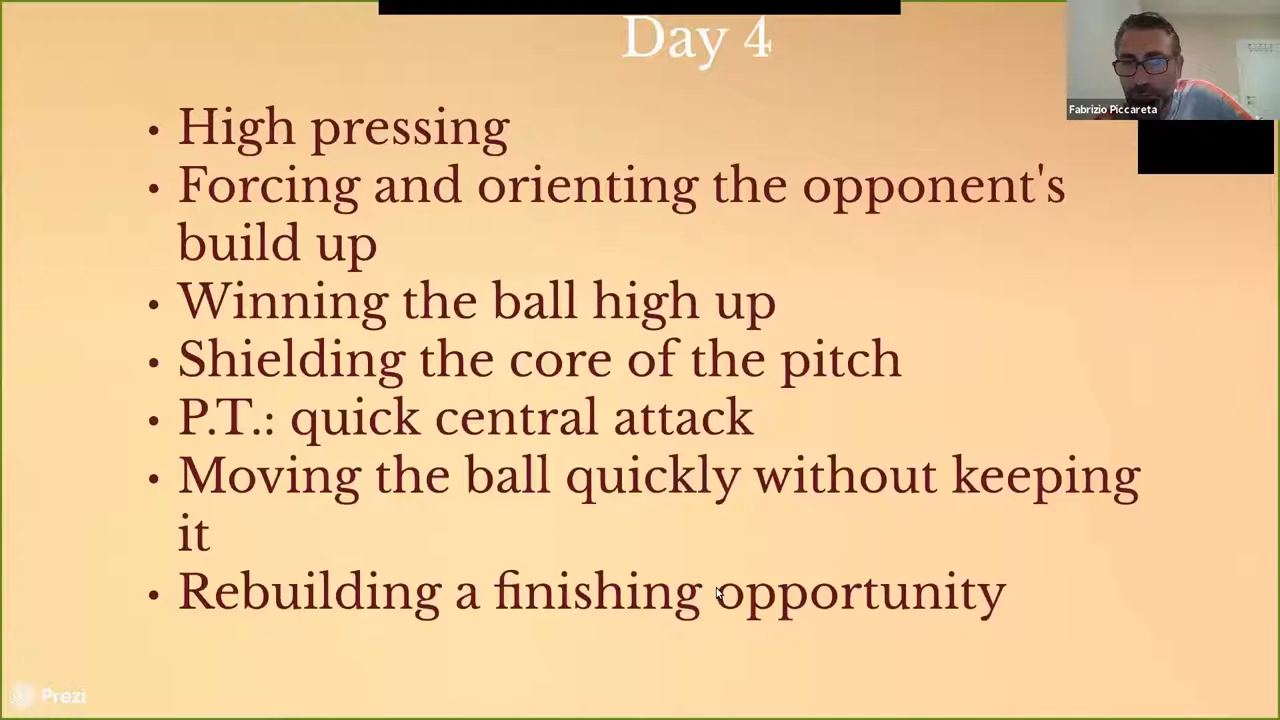 Day 4
Fabrizio Piccareta
• High pressing
• Forcing and orienting the opponent's
build up
• Winning the ball high up
• Shielding the core of the pitch
• P.T.: quick central attack
• Moving the ball quickly without keeping
it
• Rebuilding a finishing opportunity
Prezi